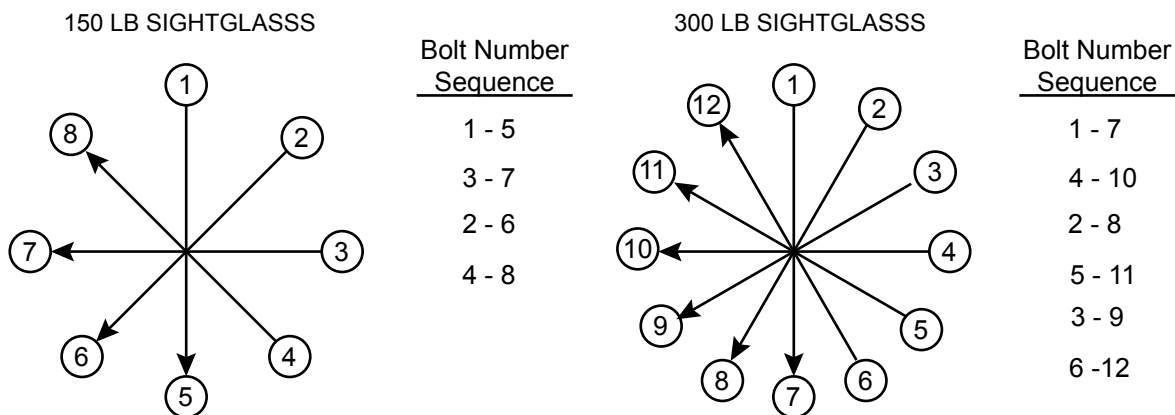 150 LB SIGHTGLASSS
Bolt Number
Sequence
1 - 5
3 - 7
2 - 6
4 - 8
1
2
3
4
5
6
7
8
300 LB SIGHTGLASSS
Bolt Number
Sequence
1 - 7
4 - 10
2 - 8
5 - 11
3 - 9
6 -12
1
2
3
4
5
6
7
8
9
10
11
12